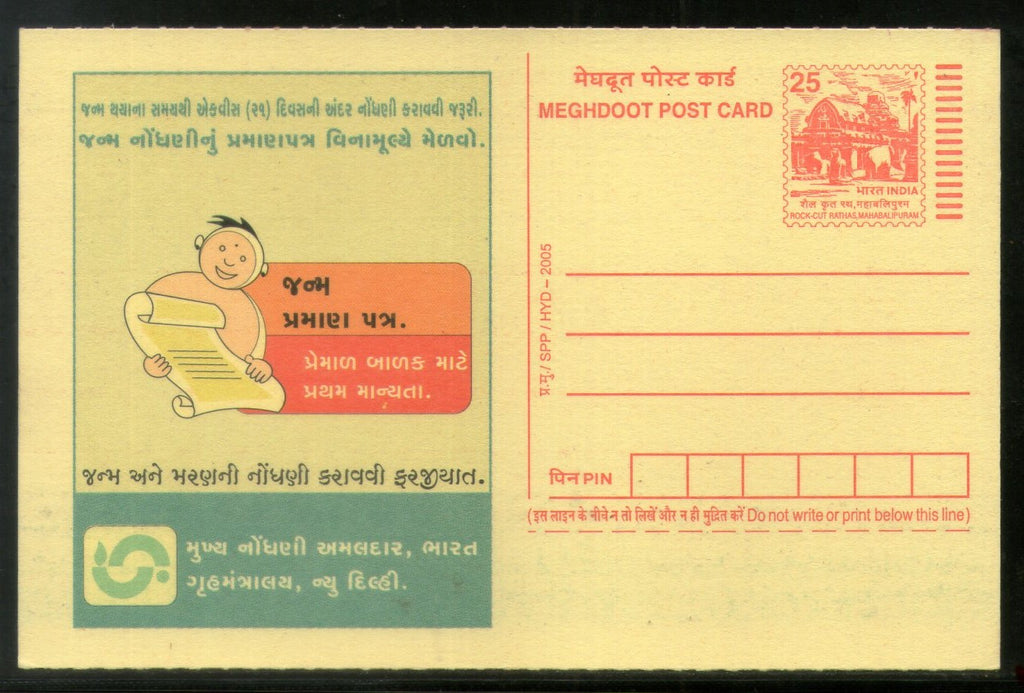 જન્મ થયાના સમયથી એકવીસ (૨૧) દિવસની અંદર નોંધણી કરાવવી જરૂરી.
જન્મ નોંધણીનું પ્રમાણપત્ર વિનામૂલ્યે મેળવો.
જન્મ
પ્રમાણ પત્ર.
પ્રેમાળ બાળક માટે
પ્રથમ માન્યતા.
જન્મ અને મરણની નોંધણી કરાવવી ફરજીયાત.
મુખ્ય નોંધણી અમલદાર, ભારત
ગૃહમંત્રાલય, ન્યુ દિલ્હી.
मेघदूत पोस्ट कार्ड
MEGHDOOT POST CARD
25
भारत INDIA
शैल कृत रथ, महाबलिपुरम
ROCK-CUT RATHAS, MAHABALIPURAM
प्र.मु./ SPP / HYD – 2005
पिन PIN
(इस लाइन के नीचे न तो लिखें और न ही मुद्रित करें Do not write or print below this line)